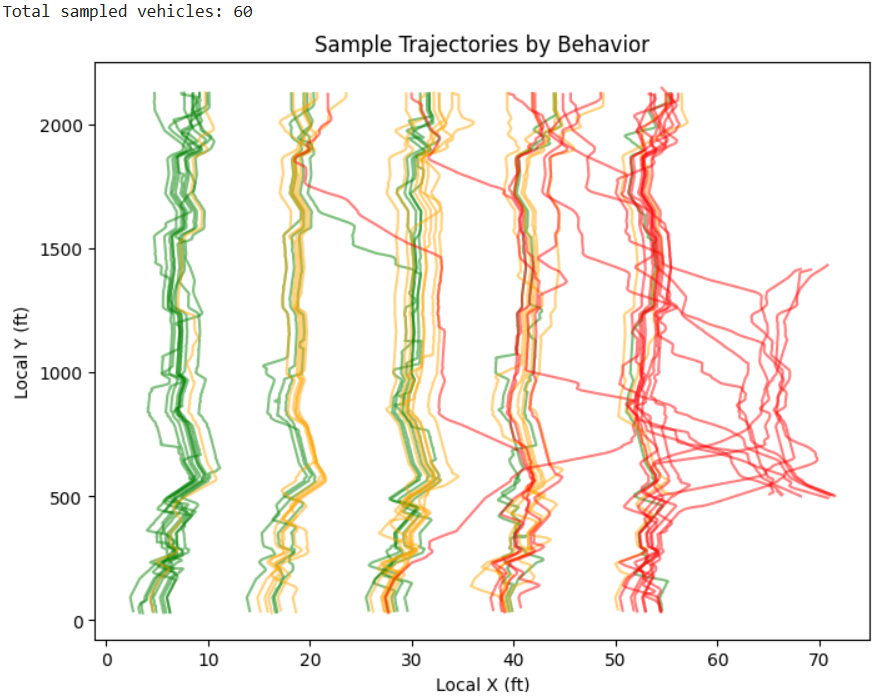 Total sampled vehicles: 60
Sample Trajectories by Behavior
2000
1500
1000
500
0
Local Y (ft)
0 10 20 30 40 50 60 70
Local X (ft)